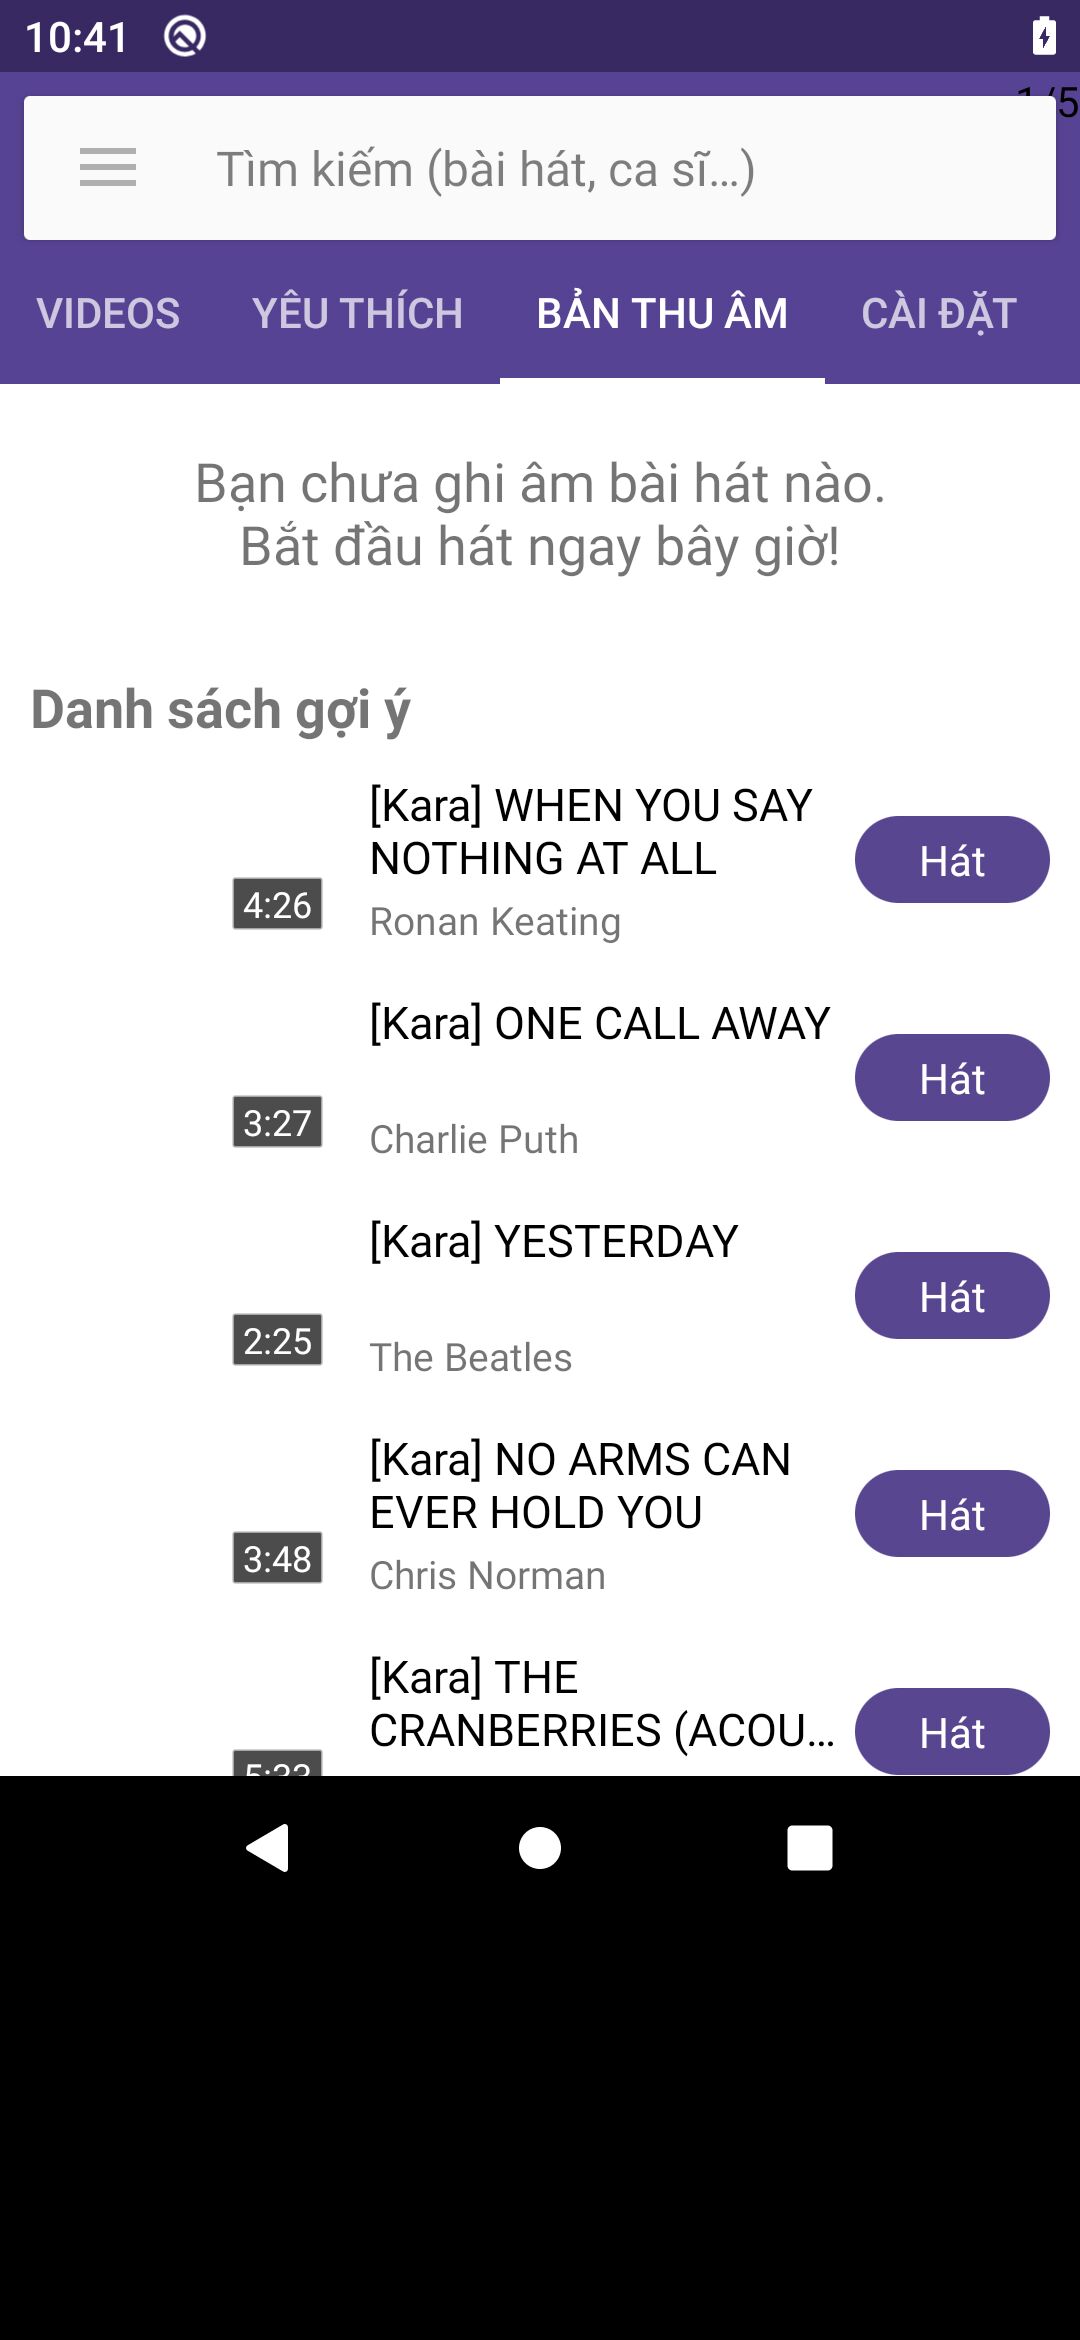 10:41
Tìm kiếm (bài hát, ca sĩ…)
VIDEOS
YÊU THÍCH
BẢN THU ÂM
CÀI ĐẶT
Bạn chưa ghi âm bài hát nào.
Bắt đầu hát ngay bây giờ!
Danh sách gợi ý
[Kara] WHEN YOU SAY
NOTHING AT ALL
Ronan Keating
4:26
Hát
[Kara] ONE CALL AWAY
Charlie Puth
3:27
Hát
[Kara] YESTERDAY
The Beatles
2:25
Hát
[Kara] NO ARMS CAN
EVER HOLD YOU
Chris Norman
3:48
Hát
[Kara] THE
CRANBERRIES (ACOU…
Hát